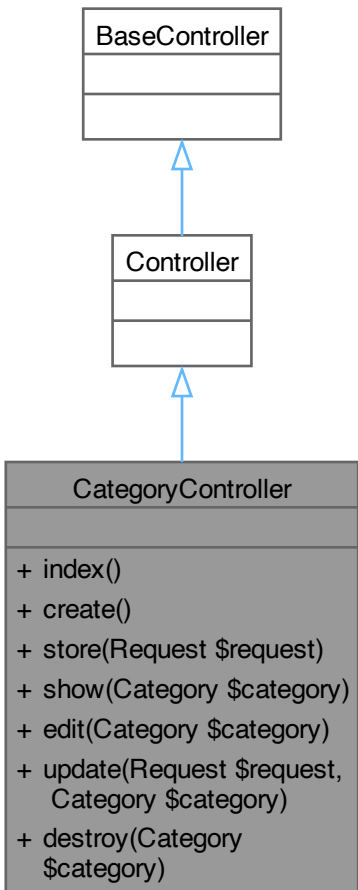 BaseController
Controller
CategoryController
+ index()
+ create()
+ store(Request $request)
+ show(Category $category)
+ edit(Category $category)
+ update(Request $request,
Category $category)
+ destroy(Category
$category)